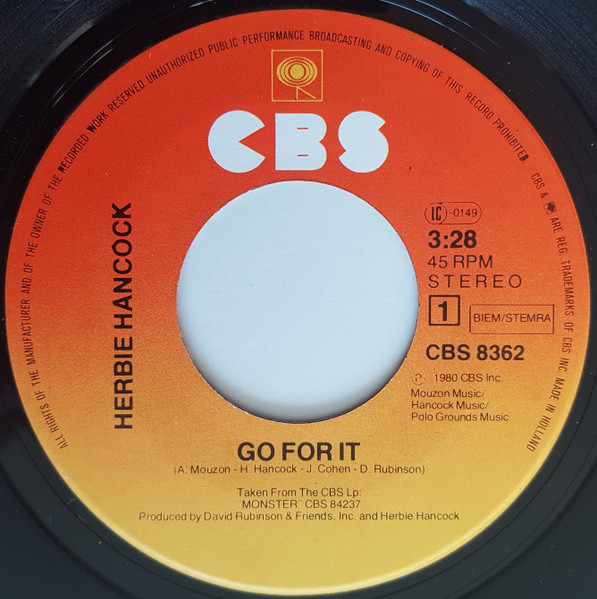 ALL RIGHTS OF THE MANUFACTURER AND OF THE OWNER OF THE RECORDED WORK RESERVED UNAUTHORIZED PUBLIC PERFORMANCE BROADCASTING AND COPYING OF THIS RECORD PROHIBITED
CBS & ARE REG. TRADEMARKS OF CBS INC. MADE IN HOLLAND
CBS
HERBIE HANCOCK
LC -0149
3:28
45 RPM
STEREO
1 BIEM/STEMRA
CBS 8362
℗ 1980 CBS Inc.
Mouzon Music/
Hancock Music/
Polo Grounds Music
GO FOR IT
(A. Mouzon - H. Hancock - J. Cohen - D. Rubinson)
Taken From The CBS Lp:
MONSTER¨ CBS 84237
Produced by David Rubinson & Friends, Inc. and Herbie Hancock